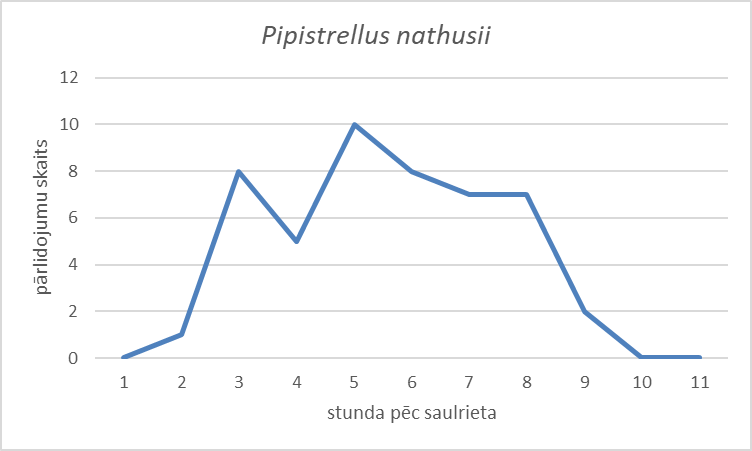 Pipistrellus nathusii
pārlidojumu skaits
12
10
8
6
4
2
0
1 2 3 4 5 6 7 8 9 10 11
stunda pēc saulrieta